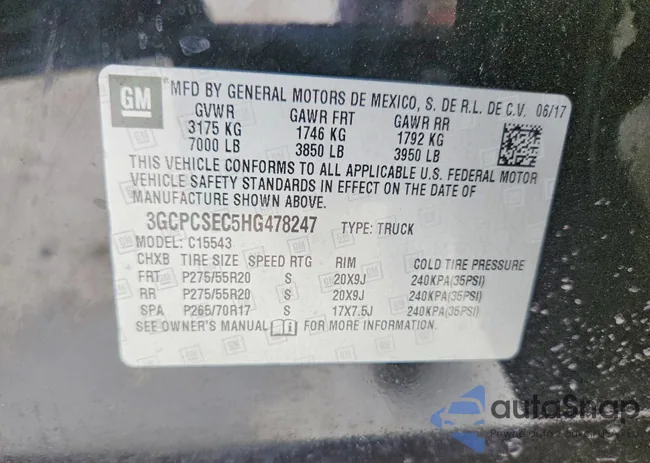 GM
MFD BY GENERAL MOTORS DE MEXICO, S. DE R.L. DE C.V. 06/17
GVWR GAWR FRT GAWR RR
3175 KG 1746 KG 1792 KG
7000 LB 3850 LB 3950 LB
THIS VEHICLE CONFORMS TO ALL APPLICABLE U.S. FEDERAL MOTOR
VEHICLE SAFETY STANDARDS IN EFFECT ON THE DATE OF
MANUFACTURE SHOWN ABOVE.
3GCPCSEC5HG478247 TYPE: TRUCK
MODEL: C15543
CHXB TIRE SIZE SPEED RTG RIM COLD TIRE PRESSURE
FRT P275/55R20 S 20X9J 240KPA(35PSI)
RR P275/55R20 S 20X9J 240KPA(35PSI)
SPA P265/70R17 S 17X7.5J 240KPA(35PSI)
SEE OWNER'S MANUAL FOR MORE INFORMATION.
autoSnap